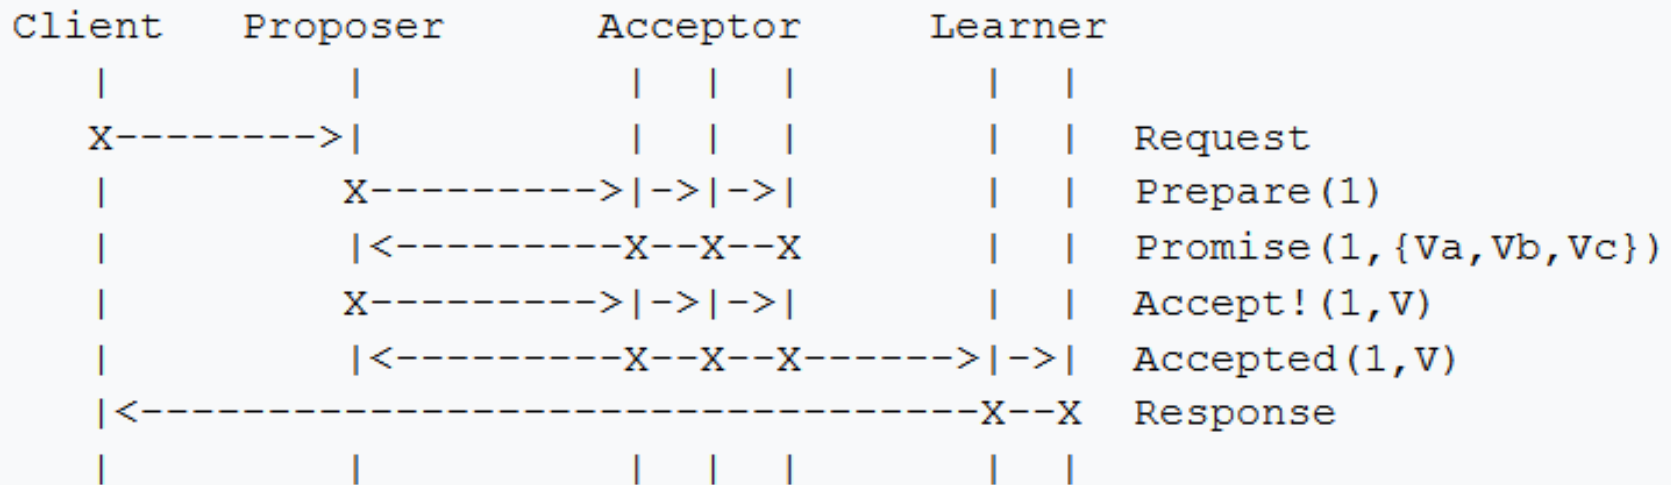 Client   Proposer      Acceptor     Learner
   |         |          |  |  |       |  |
   X-------->|          |  |  |       |  |  Request
   |         X--------->|->|->|       |  |  Prepare(1)
   |         |<---------X--X--X       |  |  Promise(1,{Va,Vb,Vc})
   |         X--------->|->|->|       |  |  Accept!(1,V)
   |         |<---------X--X--X------>|->|  Accepted(1,V)
   |<---------------------------------X--X  Response
   |         |          |  |  |       |  |